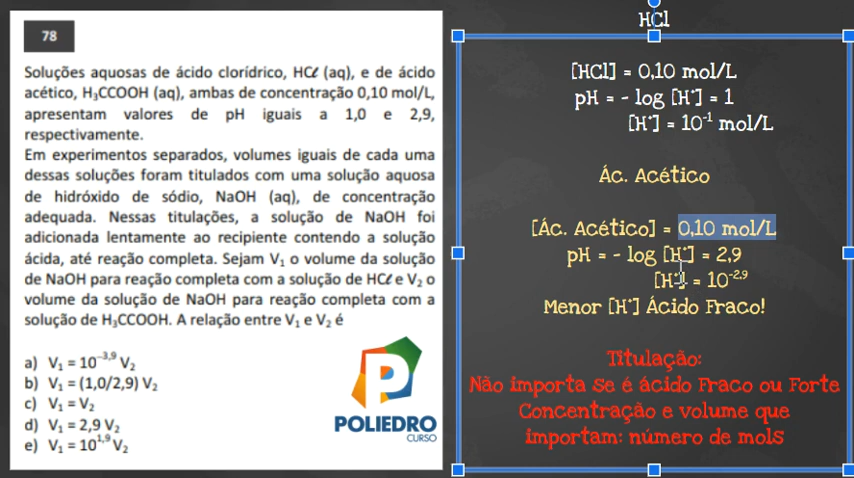 78
Soluções aquosas de ácido clorídrico, HCℓ (aq), e de ácido
acético, H₃CCOOH (aq), ambas de concentração 0,10 mol/L,
apresentam valores de pH iguais a 1,0 e 2,9,
respectivamente.
Em experimentos separados, volumes iguais de cada uma
dessas soluções foram titulados com uma solução aquosa
de hidróxido de sódio, NaOH (aq), de concentração
adequada. Nessas titulações, a solução de NaOH foi
adicionada lentamente ao recipiente contendo a solução
ácida, até reação completa. Sejam V₁ o volume da solução
de NaOH para reação completa com a solução de HCℓ e V₂ o
volume da solução de NaOH para reação completa com a
solução de H₃CCOOH. A relação entre V₁ e V₂ é
a) V₁ = 10⁻³,⁹ V₂
b) V₁ = (1,0/2,9) V₂
c) V₁ = V₂
d) V₁ = 2,9 V₂
e) V₁ = 10¹,⁹ V₂
P
POLIEDRO
CURSO
HCl
[HCl] = 0,10 mol/L
pH = - log [H⁺] = 1
[H⁺] = 10⁻¹ mol/L
Ác. Acético
[Ác. Acético] = 0,10 mol/L
pH = - log [H⁺] = 2,9
[H⁺] = 10⁻²,⁹
Menor [H⁺] Ácido Fraco!
Titulação:
Não importa se é ácido Fraco ou Forte
Concentração e volume que
importam: número de mols